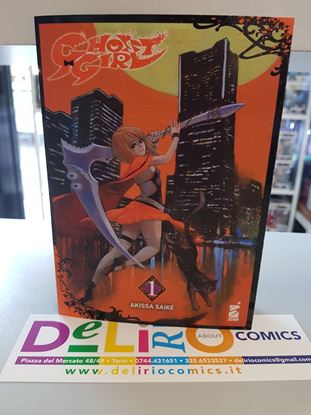 GHOST
GIRL
1
AKISSA SAIKÉ
DELIRIO ABOUT COMICS
Piazza del Mercato 48/49 • Terni • 0744.431651 • 335.6533527 • deliriocomics@gmail.com
www.deliriocomics.it